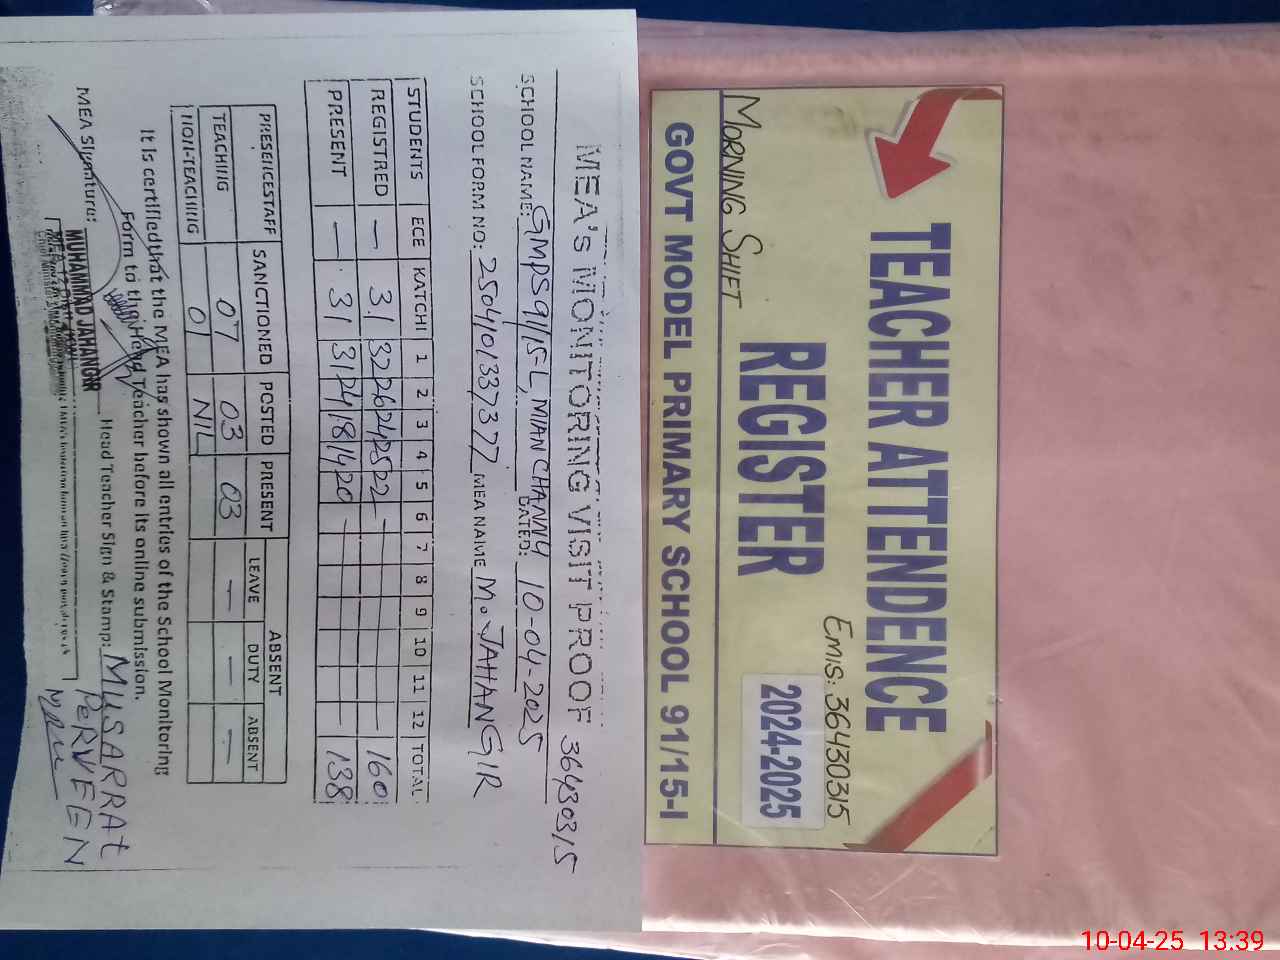 MEA's MONITORING VISIT PROOF 36430315
SCHOOL NAME: GMPS 91/15-L, MIAN CHANNU DATED: 10-04-2025
SCHOOL FORM NO: 2504101337377 MEA NAME M. JAHANGIR
STUDENTS ECE KATCHI 1 2 3 4 5 6 7 8 9 10 11 12 TOTAL
REGISTRED — 31 32 26 24 25 22 — 160
PRESENT — 31 31 24 18 14 20 — 138
PRESENCESTAFF SANCTIONED POSTED PRESENT ABSENT
LEAVE DUTY ABSENT
TEACHING 07 03 03 — — —
NON-TEACHING 01 NIL
It is certified that the MEA has shown all entries of the School Monitoring
Form to the Head Teacher before its online submission.
MEA Signature: Head Teacher Sign & Stamp: MUSARRAT
PERVEEN
MUHAMMAD JAHANGIR
TEACHER ATTENDENCE
REGISTER
Emis: 36430315
2024-2025
MORNING SHIFT
GOVT MODEL PRIMARY SCHOOL 91/15-l
10-04-25 13:39